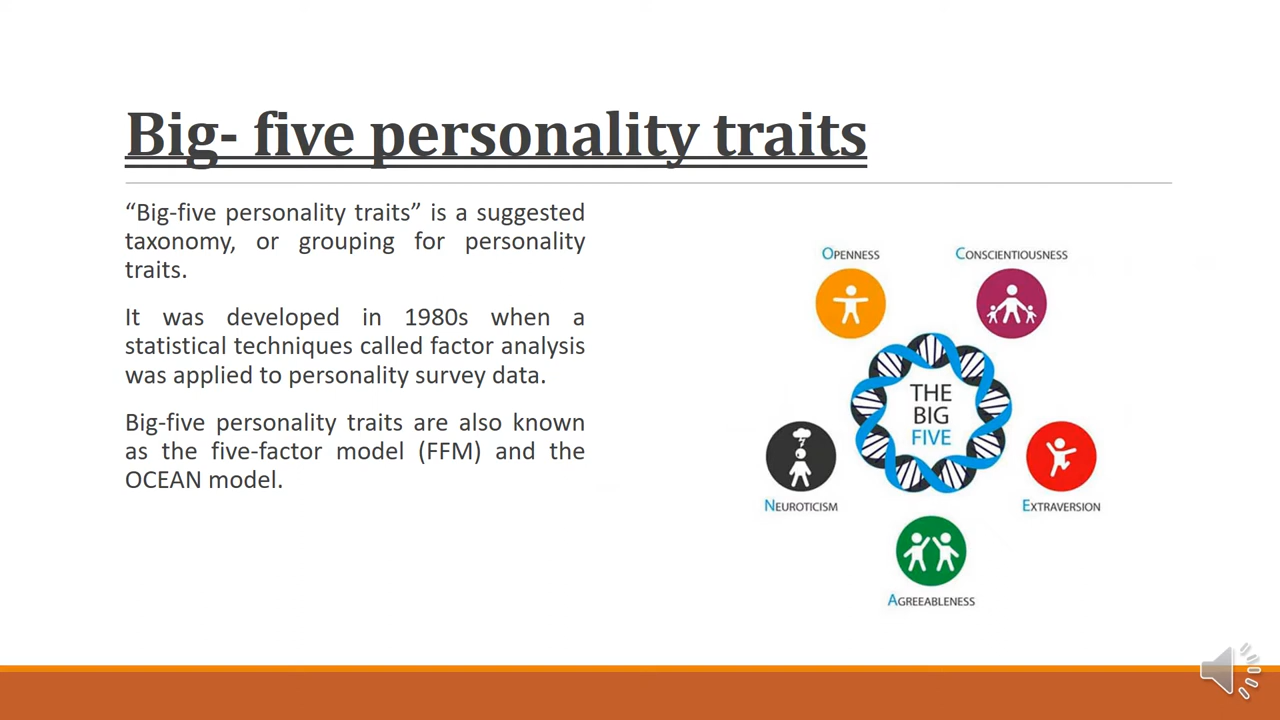 Big- five personality traits
“Big-five personality traits” is a suggested
taxonomy, or grouping for personality
traits.
It was developed in 1980s when a
statistical techniques called factor analysis
was applied to personality survey data.
Big-five personality traits are also known
as the five-factor model (FFM) and the
OCEAN model.
OPENNESS
CONSCIENTIOUSNESS
THE
BIG
FIVE
NEUROTICISM
EXTRAVERSION
AGREEABLENESS